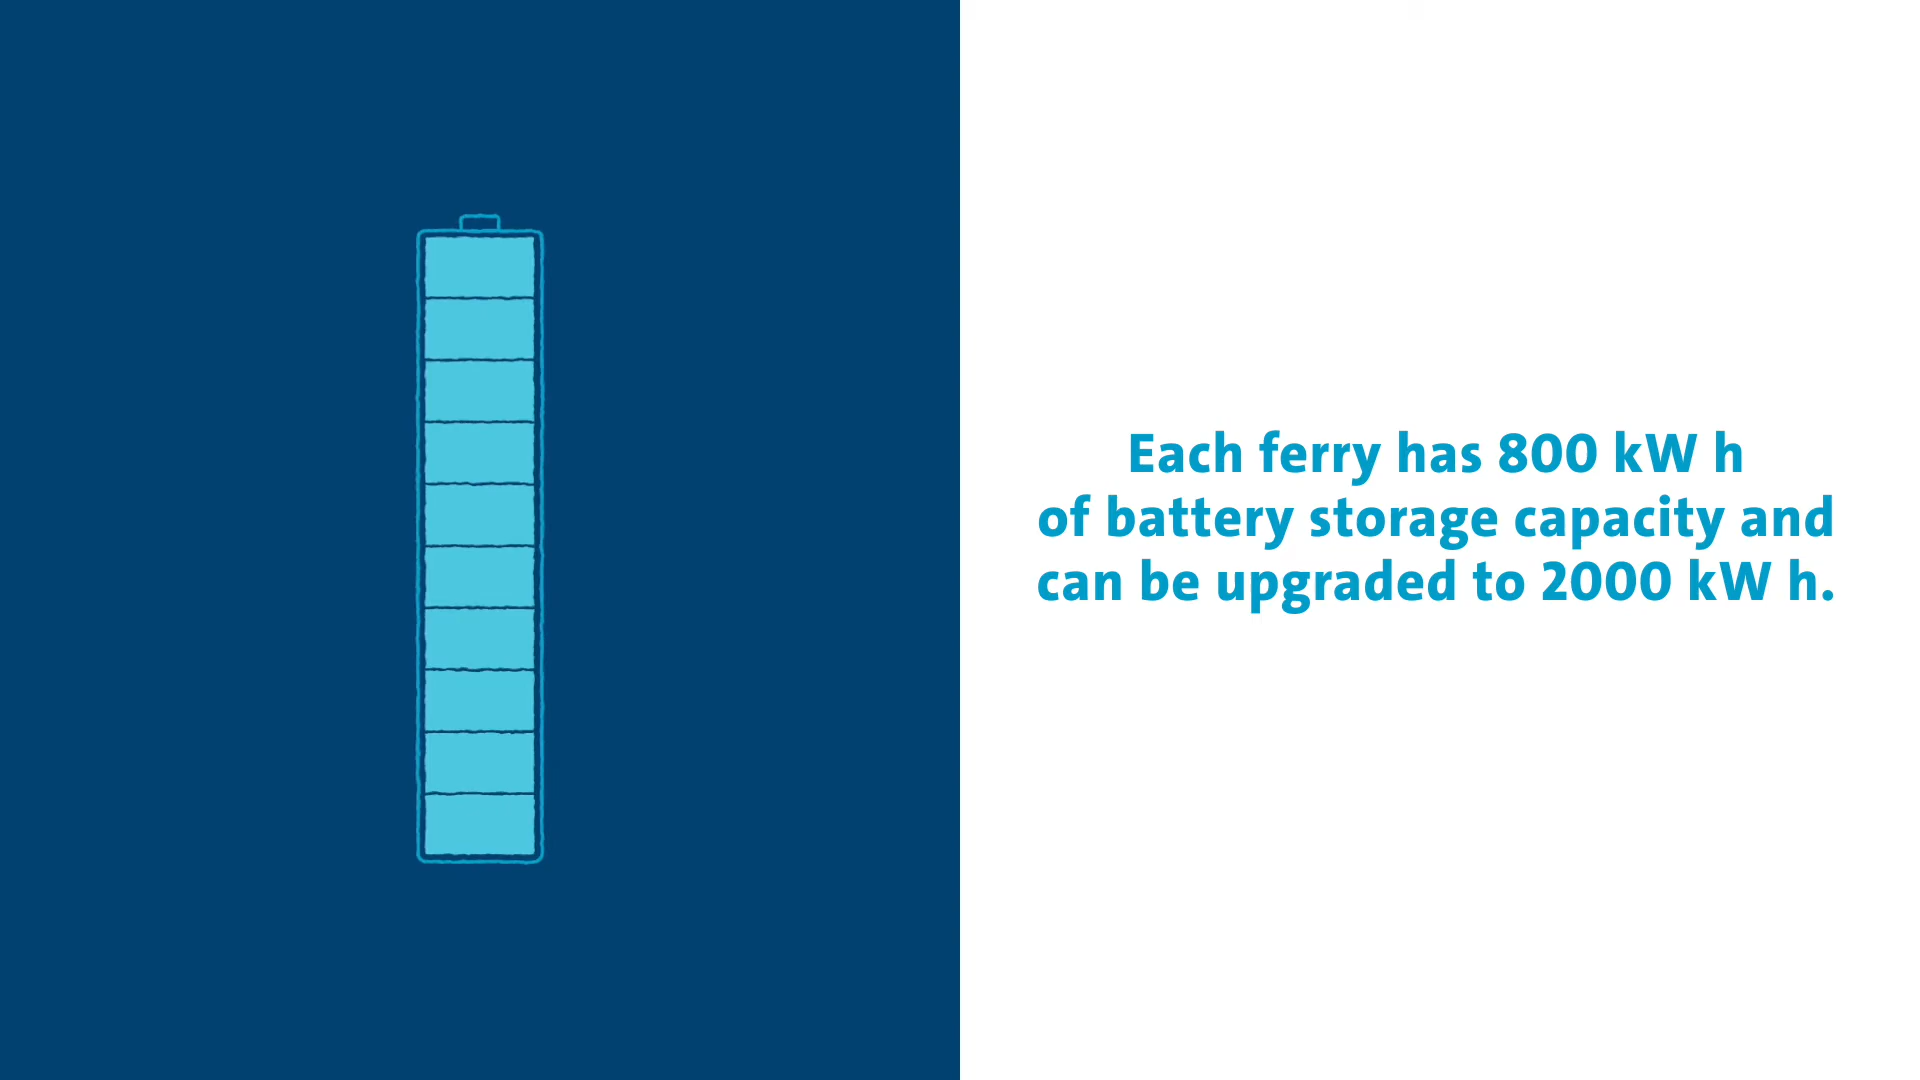 Each ferry has 800 kW h
of battery storage capacity and
can be upgraded to 2000 kW h.